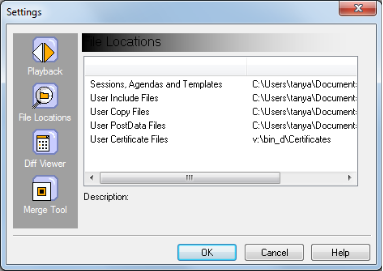 Settings
File Locations
Playback
File Locations
Diff Viewer
Merge Tool
Sessions, Agendas and Templates C:\Users\tanya\Document
User Include Files C:\Users\tanya\Document
User Copy Files C:\Users\tanya\Document
User PostData Files C:\Users\tanya\Document
User Certificate Files v:\bin_d\Certificates
Description:
OK Cancel Help